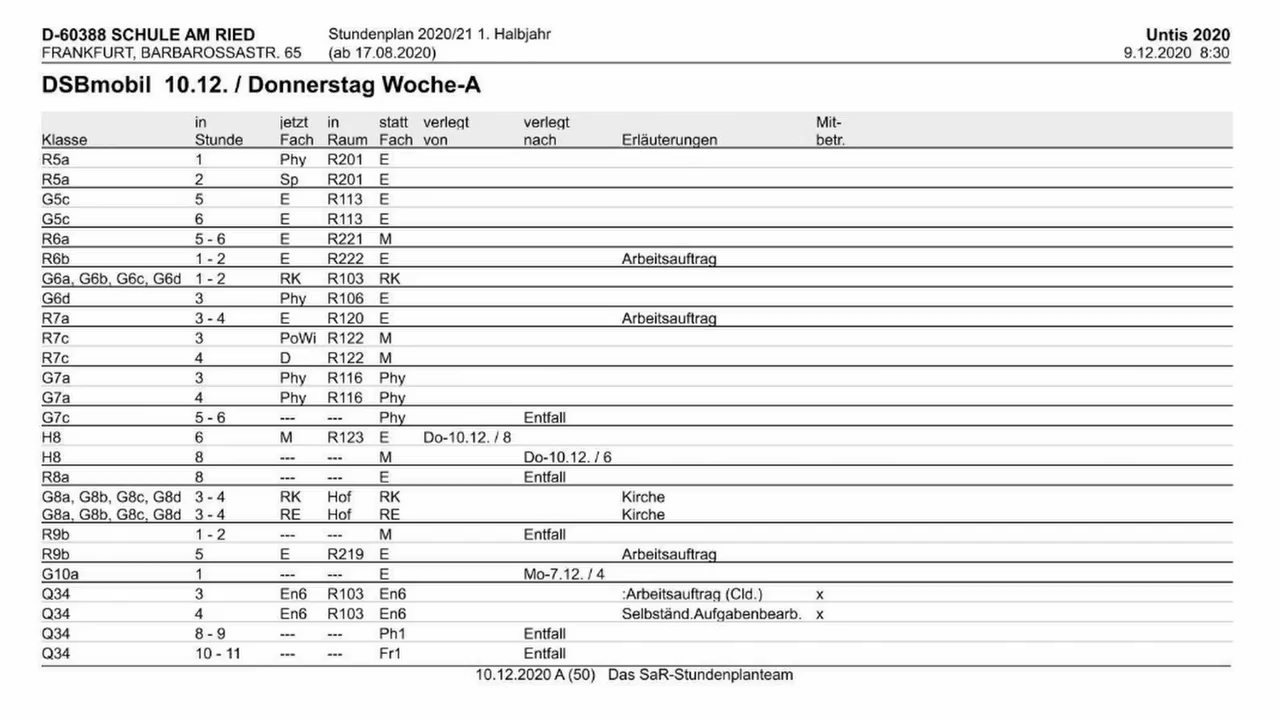 D-60388 SCHULE AM RIED Stundenplan 2020/21 1. Halbjahr Untis 2020
FRANKFURT, BARBAROSSASTR. 65 (ab 17.08.2020) 9.12.2020 8:30
DSBmobil 10.12. / Donnerstag Woche-A
in jetzt in statt verlegt verlegt Mit-
Klasse Stunde Fach Raum Fach von nach Erläuterungen betr.
R5a 1 Phy R201 E
R5a 2 Sp R201 E
G5c 5 E R113 E
G5c 6 E R113 E
R6a 5 - 6 E R221 M
R6b 1 - 2 E R222 E Arbeitsauftrag
G6a, G6b, G6c, G6d 1 - 2 RK R103 RK
G6d 3 Phy R106 E
R7a 3 - 4 E R120 E Arbeitsauftrag
R7c 3 PoWi R122 M
R7c 4 D R122 M
G7a 3 Phy R116 Phy
G7a 4 Phy R116 Phy
G7c 5 - 6 --- --- Phy Entfall
H8 6 M R123 E Do-10.12. / 8
H8 8 --- --- M Do-10.12. / 6
R8a 8 --- --- E Entfall
G8a, G8b, G8c, G8d 3 - 4 RK Hof RK Kirche
G8a, G8b, G8c, G8d 3 - 4 RE Hof RE Kirche
R9b 1 - 2 --- --- M Entfall
R9b 5 E R219 E Arbeitsauftrag
G10a 1 --- --- E Mo-7.12. / 4
Q34 3 En6 R103 En6 :Arbeitsauftrag (Cld.) x
Q34 4 En6 R103 En6 Selbständ.Aufgabenbearb. x
Q34 8 - 9 --- --- Ph1 Entfall
Q34 10 - 11 --- --- Fr1 Entfall
10.12.2020 A (50) Das SaR-Stundenplanteam